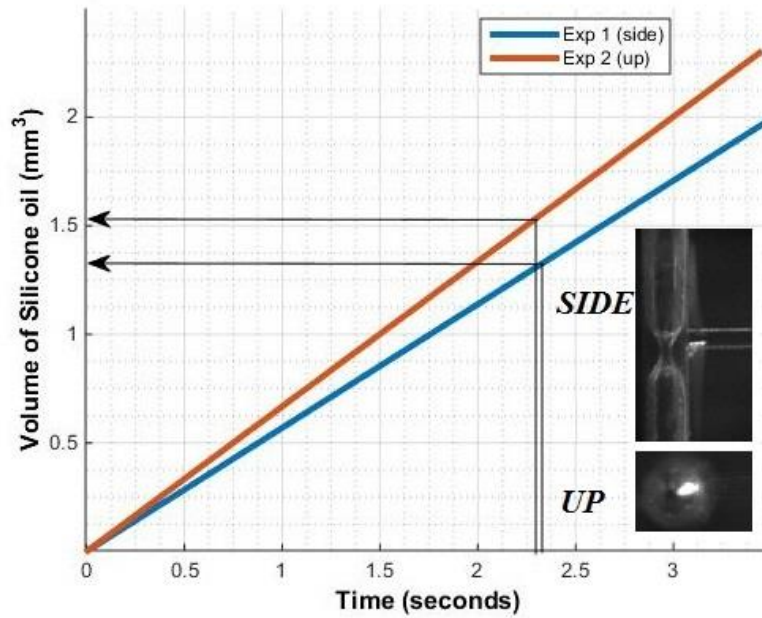 Exp 1 (side)
Exp 2 (up)
Volume of Silicone oil (mm³)
2
1.5
1
0.5
SIDE
UP
0 0.5 1 1.5 2 2.5 3
Time (seconds)